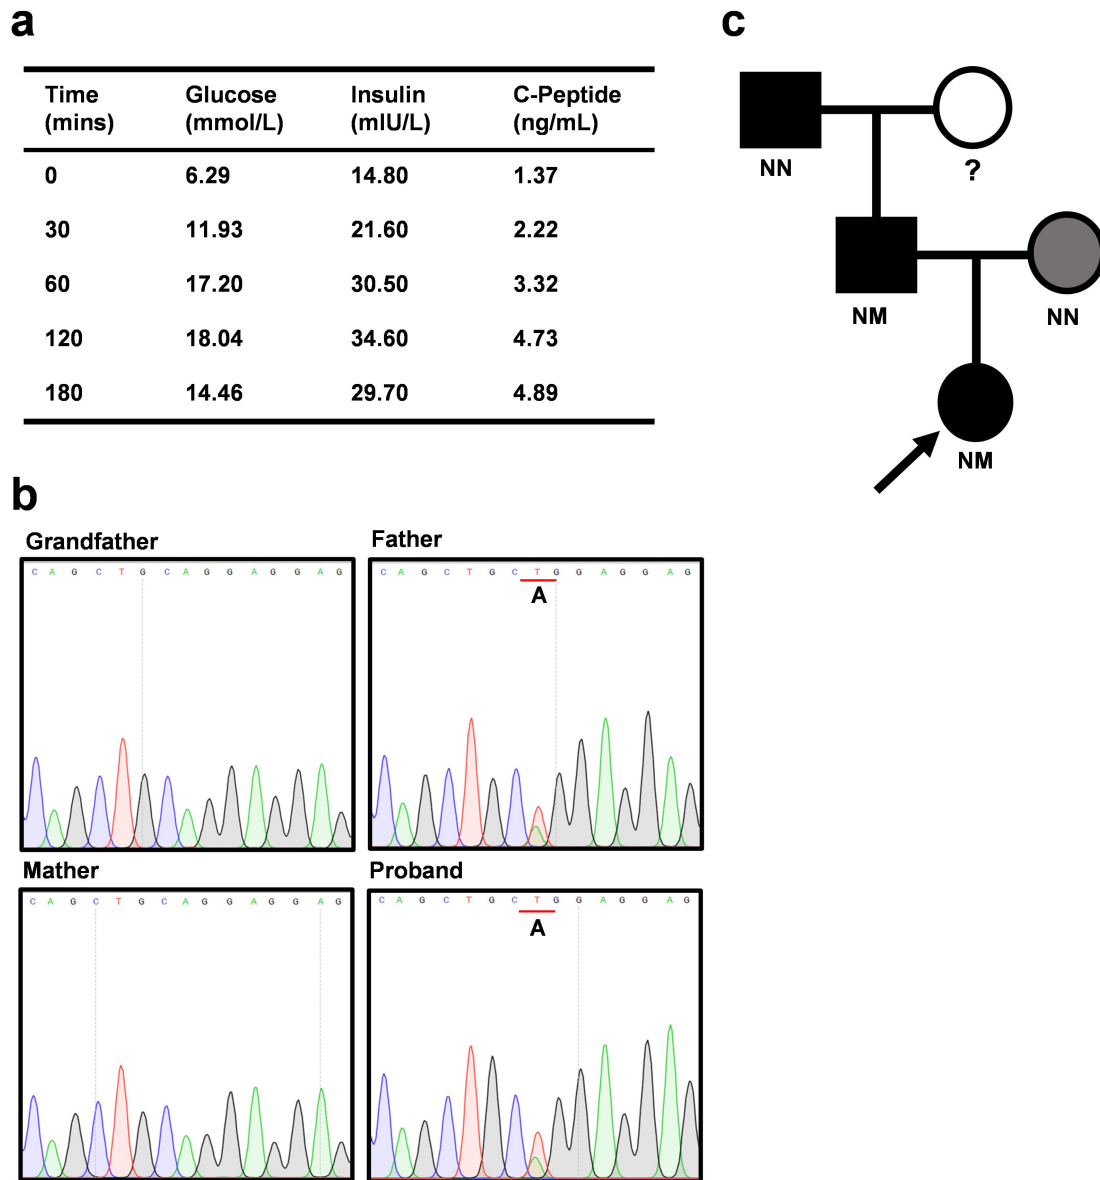 a
Time Glucose Insulin C-Peptide
(mins) (mmol/L) (mIU/L) (ng/mL)
0 6.29 14.80 1.37
30 11.93 21.60 2.22
60 17.20 30.50 3.32
120 18.04 34.60 4.73
180 14.46 29.70 4.89
c
NN
?
NM
NN
NM
b
Grandfather
C A G C T G C A G G A G G A G
Father
C A G C T G C T G G A G G A G
A
Mather
C A G C T G C A G G A G G A G
Proband
C A G C T G C T G G A G G A G
A